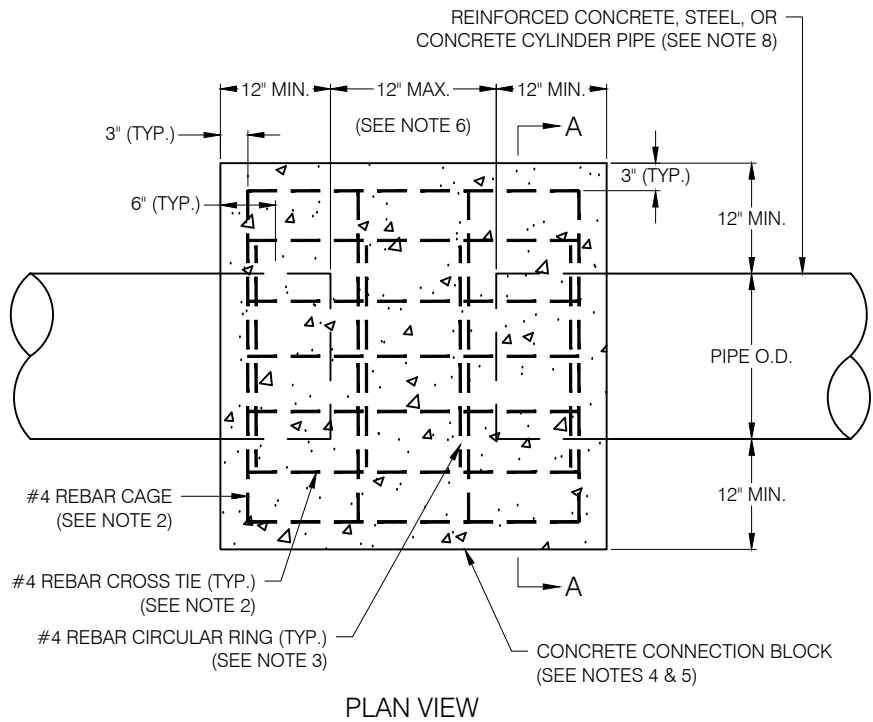 REINFORCED CONCRETE, STEEL, OR
CONCRETE CYLINDER PIPE (SEE NOTE 8)
12" MIN.
12" MAX.
12" MIN.
(SEE NOTE 6)
A
3" (TYP.)
3" (TYP.)
6" (TYP.)
12" MIN.
PIPE O.D.
12" MIN.
#4 REBAR CAGE
(SEE NOTE 2)
#4 REBAR CROSS TIE (TYP.)
(SEE NOTE 2)
A
#4 REBAR CIRCULAR RING (TYP.)
(SEE NOTE 3)
CONCRETE CONNECTION BLOCK
(SEE NOTES 4 & 5)
PLAN VIEW